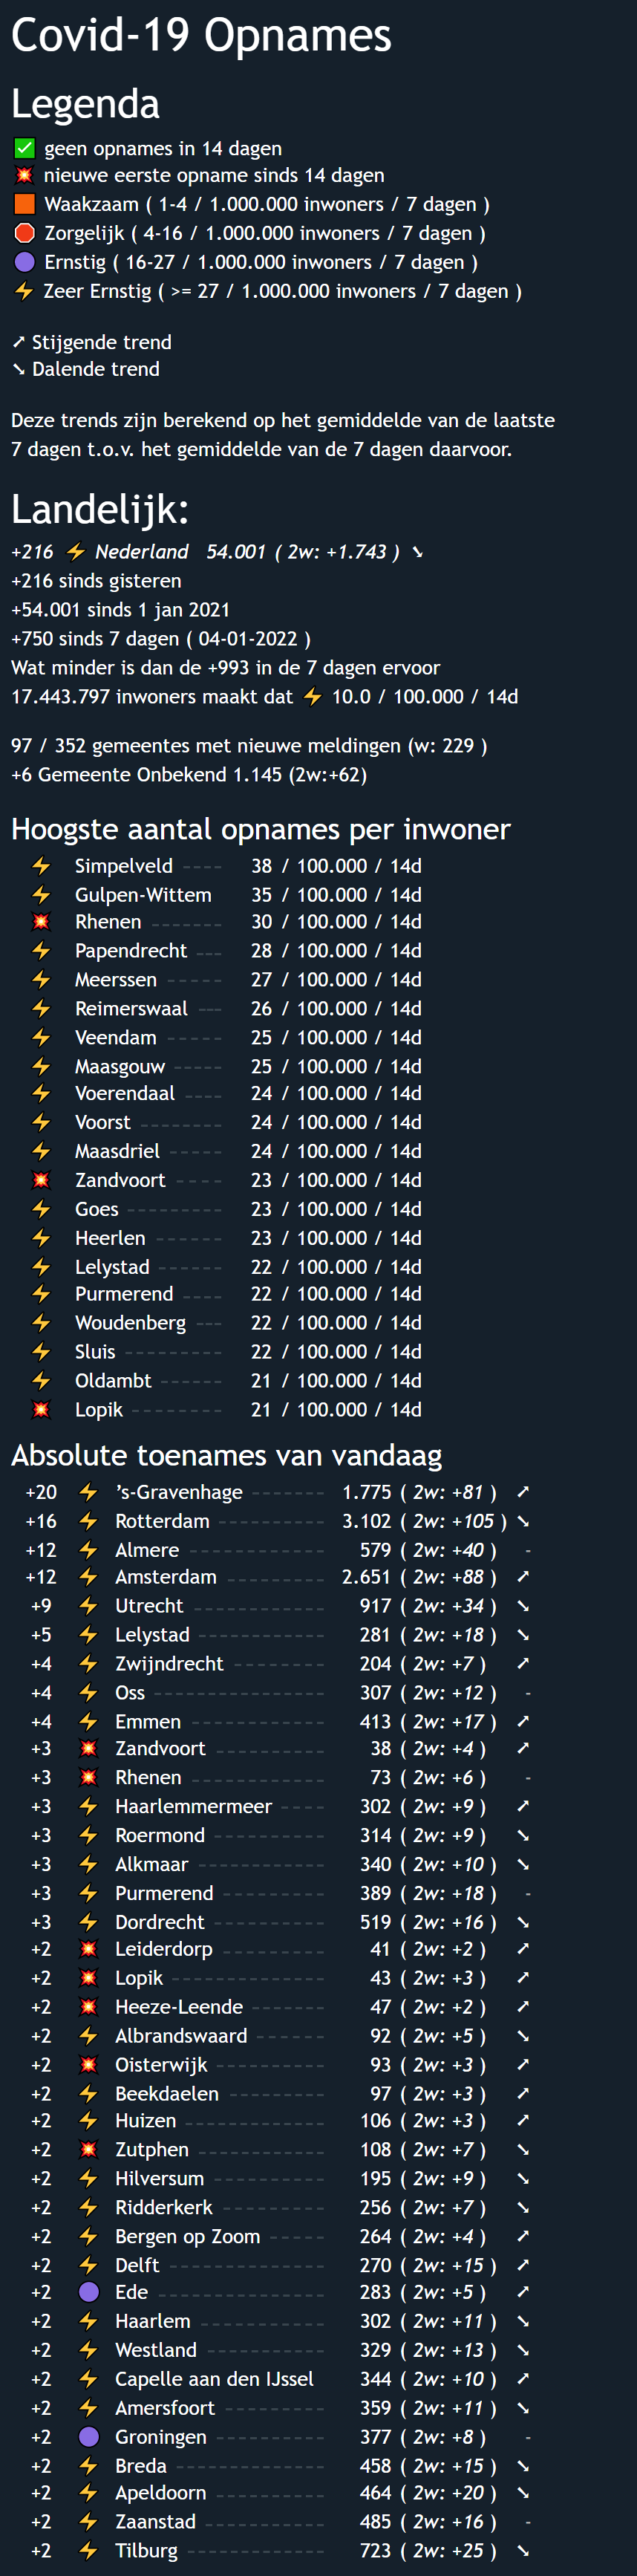 Covid-19 Opnames
Legenda
✅ geen opnames in 14 dagen
💥 nieuwe eerste opname sinds 14 dagen
🟧 Waakzaam ( 1-4 / 1.000.000 inwoners / 7 dagen )
🛑 Zorgelijk ( 4-16 / 1.000.000 inwoners / 7 dagen )
🟣 Ernstig ( 16-27 / 1.000.000 inwoners / 7 dagen )
⚡ Zeer Ernstig ( >= 27 / 1.000.000 inwoners / 7 dagen )
➚ Stijgende trend
➘ Dalende trend
Deze trends zijn berekend op het gemiddelde van de laatste
7 dagen t.o.v. het gemiddelde van de 7 dagen daarvoor.
Landelijk:
+216 ⚡ Nederland 54.001 ( 2w: +1.743 ) ➘
+216 sinds gisteren
+54.001 sinds 1 jan 2021
+750 sinds 7 dagen ( 04-01-2022 )
Wat minder is dan de +993 in de 7 dagen ervoor
17.443.797 inwoners maakt dat ⚡ 10.0 / 100.000 / 14d
97 / 352 gemeentes met nieuwe meldingen (w: 229 )
+6 Gemeente Onbekend 1.145 (2w:+62)
Hoogste aantal opnames per inwoner
⚡ Simpelveld ---- 38 / 100.000 / 14d
⚡ Gulpen-Wittem 35 / 100.000 / 14d
💥 Rhenen ------- 30 / 100.000 / 14d
⚡ Papendrecht --- 28 / 100.000 / 14d
⚡ Meerssen ------ 27 / 100.000 / 14d
⚡ Reimerswaal --- 26 / 100.000 / 14d
⚡ Veendam ------ 25 / 100.000 / 14d
⚡ Maasgouw ----- 25 / 100.000 / 14d
⚡ Voerendaal ---- 24 / 100.000 / 14d
⚡ Voorst -------- 24 / 100.000 / 14d
⚡ Maasdriel ------ 24 / 100.000 / 14d
💥 Zandvoort ----- 23 / 100.000 / 14d
⚡ Goes --------- 23 / 100.000 / 14d
⚡ Heerlen ------ 23 / 100.000 / 14d
⚡ Lelystad ------ 22 / 100.000 / 14d
⚡ Purmerend ---- 22 / 100.000 / 14d
⚡ Woudenberg --- 22 / 100.000 / 14d
⚡ Sluis --------- 22 / 100.000 / 14d
⚡ Oldambt ------ 21 / 100.000 / 14d
💥 Lopik --------- 21 / 100.000 / 14d
Absolute toenames van vandaag
+20 ⚡ ’s-Gravenhage -------- 1.775 ( 2w: +81 ) ➚
+16 ⚡ Rotterdam ----------- 3.102 ( 2w: +105 ) ➘
+12 ⚡ Almere -------------- 579 ( 2w: +40 ) -
+12 ⚡ Amsterdam ---------- 2.651 ( 2w: +88 ) ➚
+9 ⚡ Utrecht -------------- 917 ( 2w: +34 ) ➘
+5 ⚡ Lelystad ------------- 281 ( 2w: +18 ) ➘
+4 ⚡ Zwijndrecht ---------- 204 ( 2w: +7 ) ➚
+4 ⚡ Oss ----------------- 307 ( 2w: +12 ) -
+4 ⚡ Emmen -------------- 413 ( 2w: +17 ) ➚
+3 💥 Zandvoort ------------ 38 ( 2w: +4 ) ➚
+3 💥 Rhenen -------------- 73 ( 2w: +6 ) -
+3 ⚡ Haarlemmermeer ----- 302 ( 2w: +9 ) ➚
+3 ⚡ Roermond ------------ 314 ( 2w: +9 ) ➘
+3 ⚡ Alkmaar ------------- 340 ( 2w: +10 ) ➘
+3 ⚡ Purmerend ----------- 389 ( 2w: +18 ) -
+3 ⚡ Dordrecht ------------ 519 ( 2w: +16 ) ➘
+2 💥 Leiderdorp ----------- 41 ( 2w: +2 ) ➚
+2 💥 Lopik ---------------- 43 ( 2w: +3 ) ➚
+2 💥 Heeze-Leende -------- 47 ( 2w: +2 ) ➚
+2 ⚡ Albrandswaard ------- 92 ( 2w: +5 ) ➘
+2 💥 Oisterwijk ----------- 93 ( 2w: +3 ) ➚
+2 ⚡ Beekdaelen ---------- 97 ( 2w: +3 ) ➚
+2 ⚡ Huizen -------------- 106 ( 2w: +3 ) ➚
+2 💥 Zutphen ------------- 108 ( 2w: +7 ) ➘
+2 ⚡ Hilversum ------------ 195 ( 2w: +9 ) ➘
+2 ⚡ Ridderkerk ----------- 256 ( 2w: +7 ) ➘
+2 ⚡ Bergen op Zoom ------ 264 ( 2w: +4 ) ➚
+2 ⚡ Delft ---------------- 270 ( 2w: +15 ) ➚
+2 🟣 Ede ----------------- 283 ( 2w: +5 ) ➚
+2 ⚡ Haarlem ------------- 302 ( 2w: +11 ) ➘
+2 ⚡ Westland ------------ 329 ( 2w: +13 ) ➘
+2 ⚡ Capelle aan den IJssel 344 ( 2w: +10 ) ➚
+2 ⚡ Amersfoort ----------- 359 ( 2w: +11 ) ➘
+2 🟣 Groningen ----------- 377 ( 2w: +8 ) -
+2 ⚡ Breda --------------- 458 ( 2w: +15 ) ➘
+2 ⚡ Apeldoorn ----------- 464 ( 2w: +20 ) ➘
+2 ⚡ Zaanstad ------------ 485 ( 2w: +16 ) -
+2 ⚡ Tilburg -------------- 723 ( 2w: +25 ) ➘